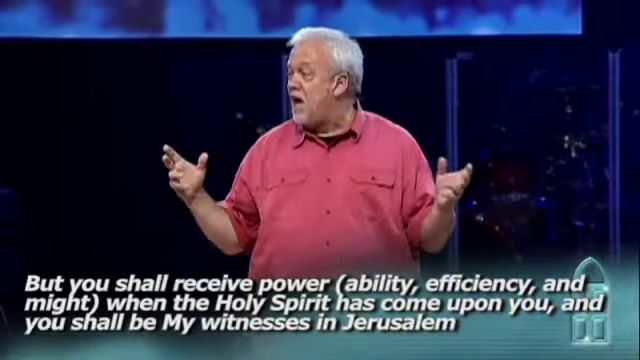 But you shall receive power (ability, efficiency, and
might) when the Holy Spirit has come upon you, and
you shall be My witnesses in Jerusalem